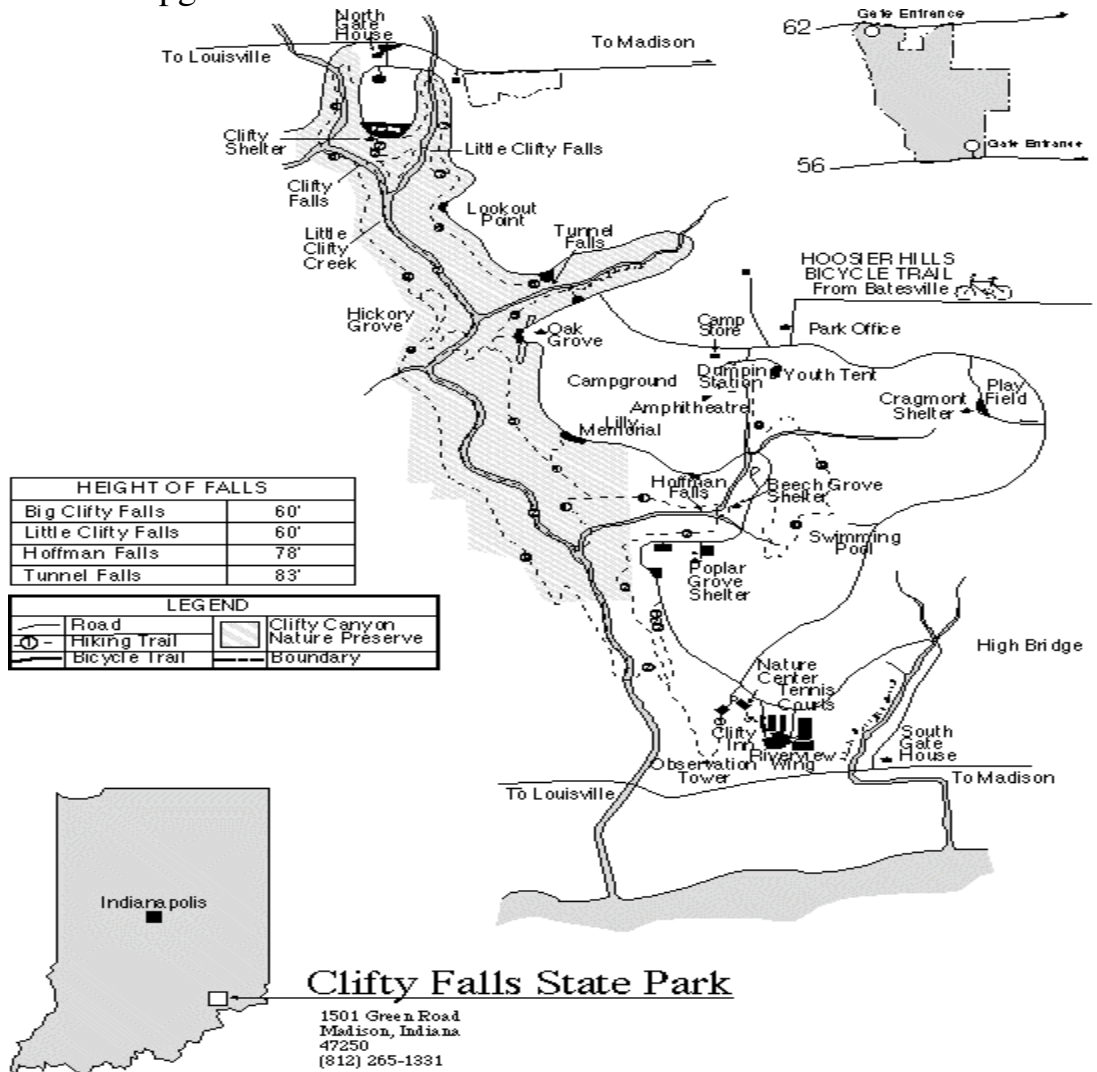 North
Gate
House
To Louisville
To Madison
Clifty
Shelter
Little Clifty Falls
Clifty
Falls
Lookout
Point
Little
Clifty
Creek
Tunnel
Falls
Hickory
Grove
Oak
Grove
62
Gate Entrance
56
Gate Entrance
HOOSIER HILLS
BICYCLE TRAIL
From Batesville
Camp
Store
Park Office
Dumpin
Station
Youth Tent
Campground
Amphitheatre
Cragmont
Shelter
Play
Field
Lilly
Memorial
Hoffman
Falls
Beech Grove
Shelter
Swimming
Pool
Poplar
Grove
Shelter
HEIGHT OF FALLS
Big Clifty Falls 60'
Little Clifty Falls 60'
Hoffman Falls 78'
Tunnel Falls 83'
LEGEND
Road
Hiking Trail
Bicycle Trail
Clifty Canyon
Nature Preserve
Boundary
High Bridge
Nature
Center
Tennis
Courts
Clifty
Inn
Riverview
Wing
Observation
Tower
South
Gate
House
To Louisville
To Madison
Indianapolis
Clifty Falls State Park
1501 Green Road
Madison, Indiana
47250
(812) 265-1331